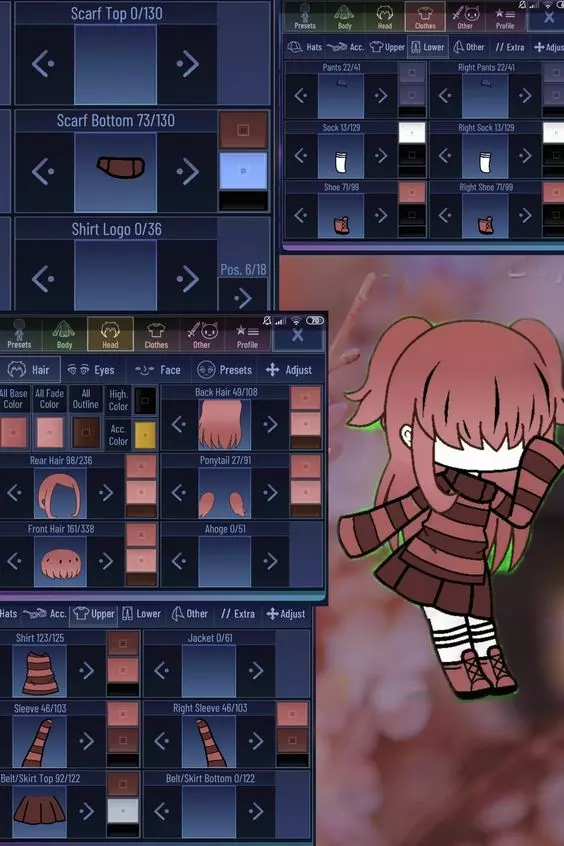 Scarf Top 0/130
Scarf Bottom 73/130
Shirt Logo 0/36
Pos. 6/18
Presets Body Head Clothes Other Profile X
Hats Acc. Upper Lower Other // Extra Adjus
Pants 22/41 Right Pants 22/41
Sock 13/129 Right Sock 13/129
Shoe 71/99 Right Shoe 71/99
70
Presets Body Head Clothes Other Profile X
Hair Eyes Face Presets Adjust
All Base Color All Fade Color All Outline High. Color
Acc. Color
Back Hair 49/108
Rear Hair 98/236 Ponytail 27/91
Front Hair 161/338 Ahoge 0/51
Hats Acc. Upper Lower Other // Extra Adjust
Shirt 123/125 Jacket 0/61
Sleeve 46/103 Right Sleeve 46/103
Belt/Skirt Top 92/122 Belt/Skirt Bottom 0/122